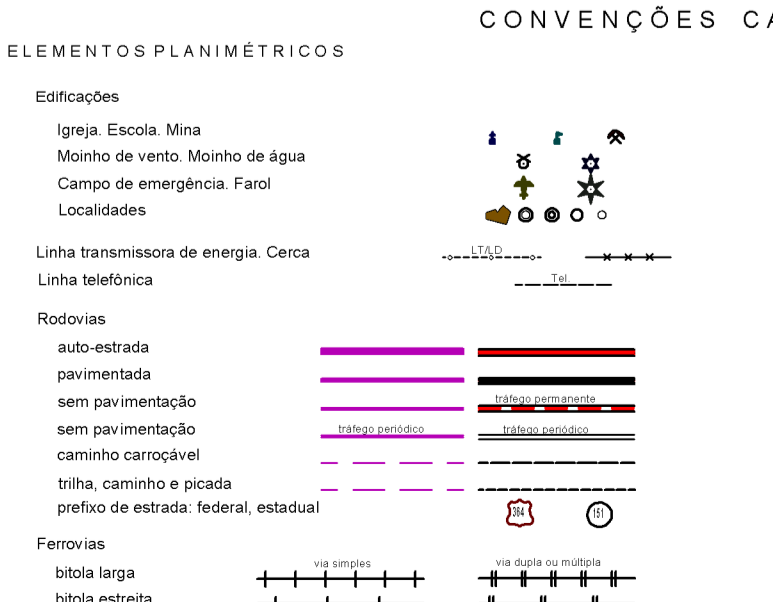 CONVENÇÕES CA
ELEMENTOS PLANIMÉTRICOS
Edificações
Igreja. Escola. Mina
Moinho de vento. Moinho de água
Campo de emergência. Farol
Localidades
Linha transmissora de energia. Cerca LT/LD
Linha telefônica Tel.
Rodovias
auto-estrada
pavimentada
sem pavimentação tráfego permanente
sem pavimentação tráfego periódico tráfego periódico
caminho carroçável
trilha, caminho e picada
prefixo de estrada: federal, estadual 364 151
Ferrovias
bitola larga via simples via dupla ou múltipla
bitola estreita